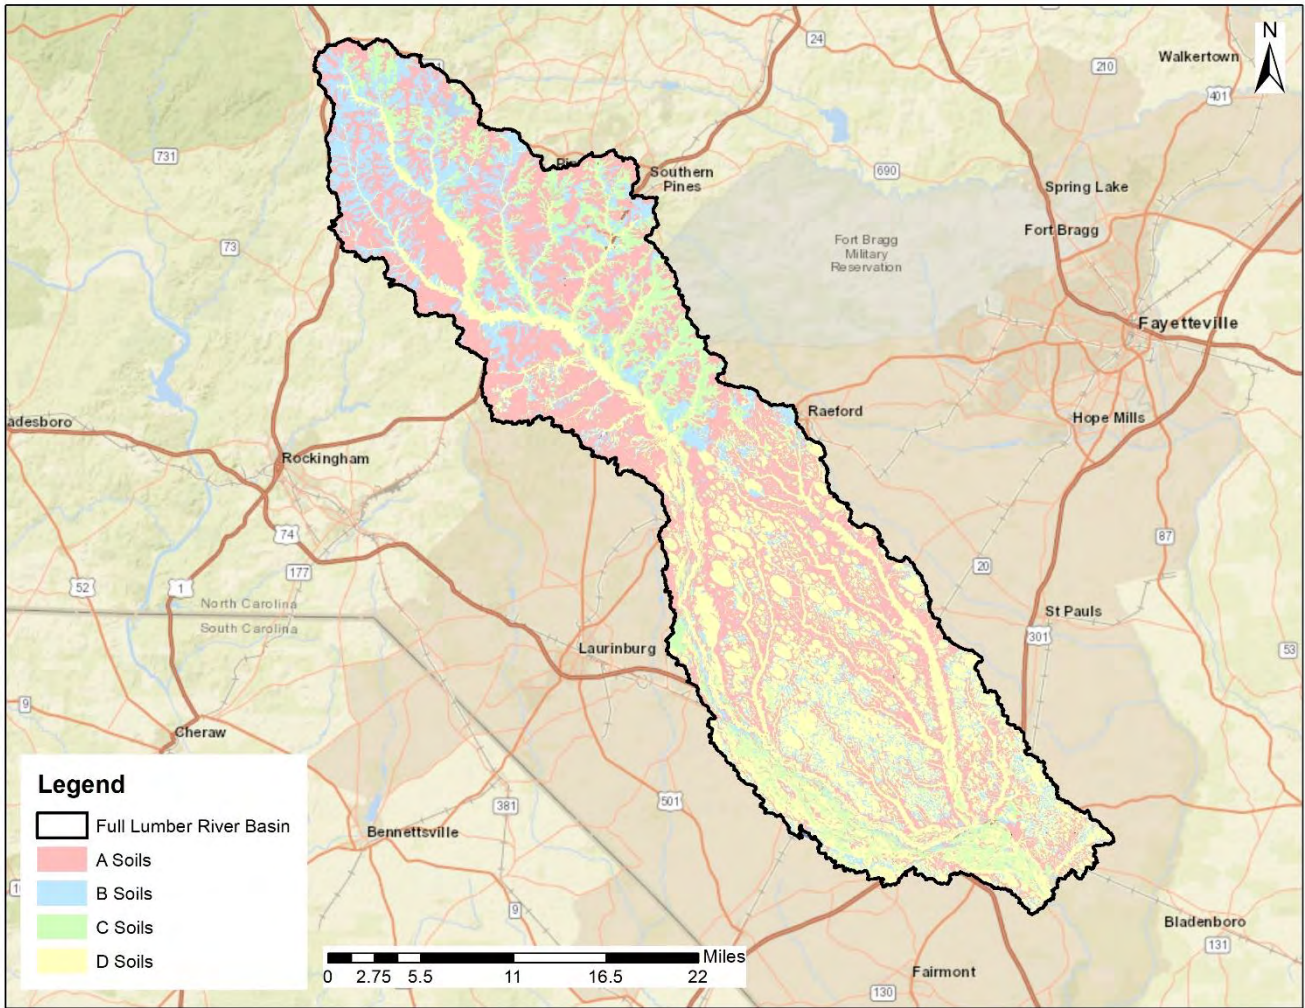 24
Walkertown
210
N
401
731
Southern
Pines
690
Spring Lake
Fort Bragg
73
Fort Bragg
Military
Reservation
Fayetteville
Raeford
Hope Mills
adesboro
Rockingham
74
87
177
20
52
1
North Carolina
South Carolina
St Pauls
301
Laurinburg
53
9
Cheraw
Legend
Full Lumber River Basin
A Soils
B Soils
C Soils
D Soils
501
381
Bennettsville
9
Bladenboro
131
Miles
0 2.75 5.5 11 16.5 22
Fairmont
130